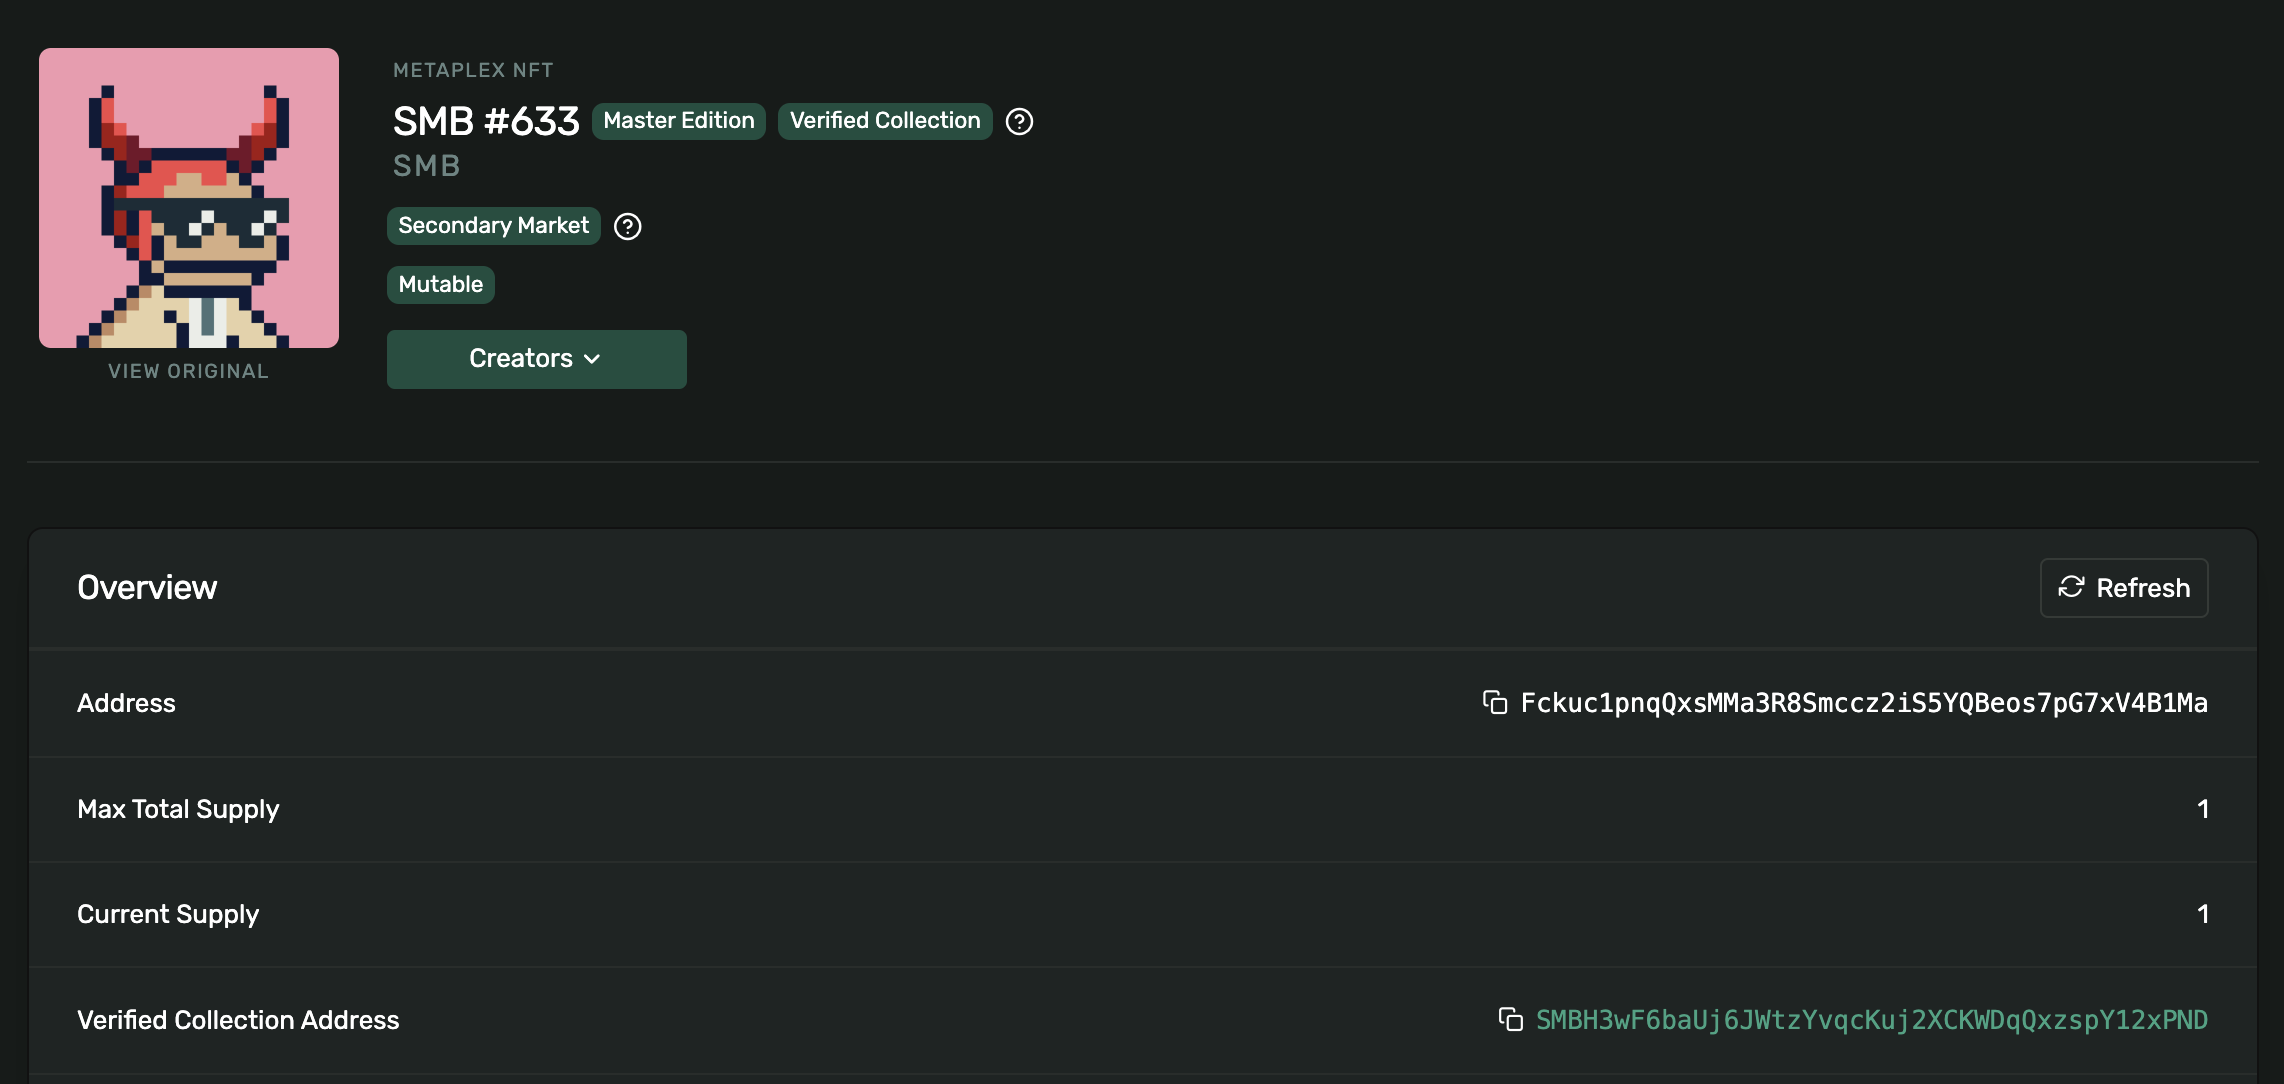 METAPLEX NFT
SMB #633 Master Edition Verified Collection
SMB
Secondary Market
Mutable
Creators
VIEW ORIGINAL
Overview
Refresh
Address Fckuc1pnqQxsMMa3R8Smccz2iS5YQBeos7pG7xV4B1Ma
Max Total Supply 1
Current Supply 1
Verified Collection Address SMBH3wF6baUj6JWtzYvqcKuj2XCKWDqQxzspY12xPND